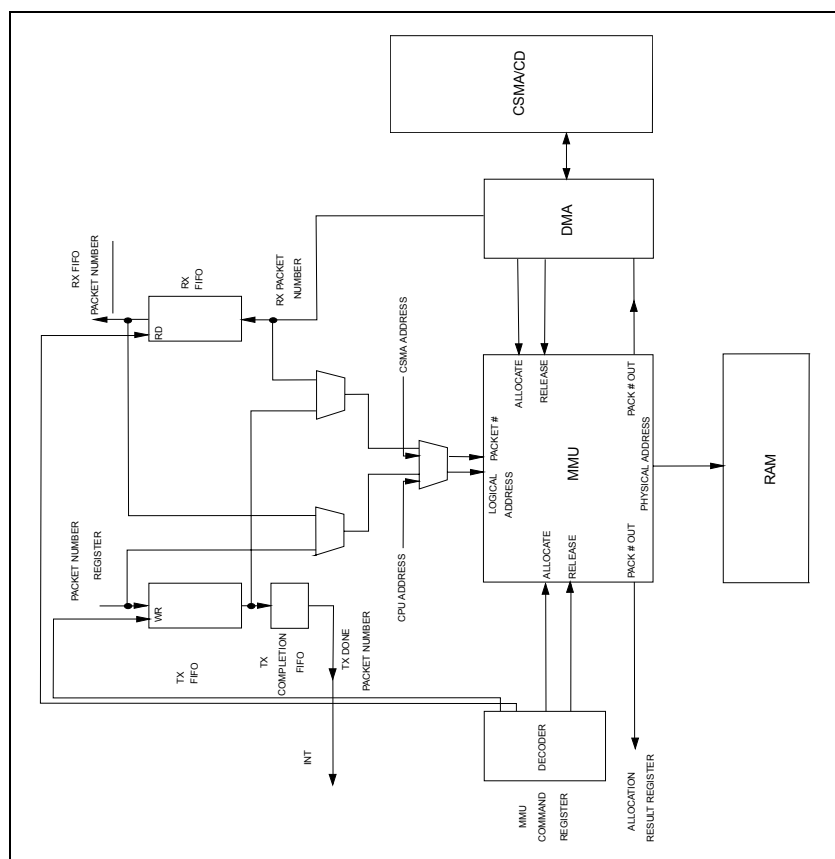 PACKET NUMBER
REGISTER
RX FIFO
PACKET NUMBER
WR
RD
TX
FIFO
RX
FIFO
TX
COMPLETION
FIFO
RX PACKET
NUMBER
INT
TX DONE
PACKET NUMBER
CPU ADDRESS
CSMA ADDRESS
LOGICAL
ADDRESS
PACKET #
MMU
COMMAND
REGISTER
DECODER
ALLOCATE
RELEASE
MMU
ALLOCATE
RELEASE
DMA
CSMA/CD
ALLOCATION
RESULT REGISTER
PACK # OUT
PHYSICAL ADDRESS
PACK # OUT
RAM